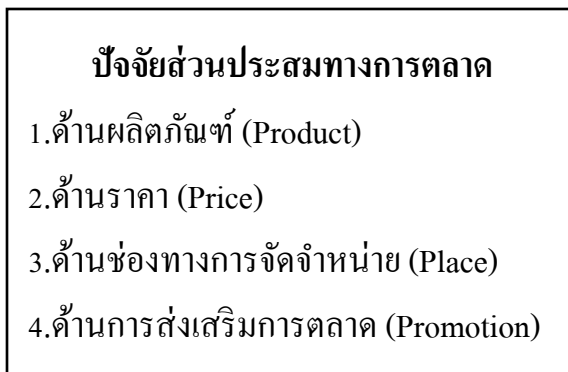 ปัจจัยส่วนประสมทางการตลาด
1.ด้านผลิตภัณฑ์ (Product)
2.ด้านราคา (Price)
3.ด้านช่องทางการจัดจำหน่าย (Place)
4.ด้านการส่งเสริมการตลาด (Promotion)